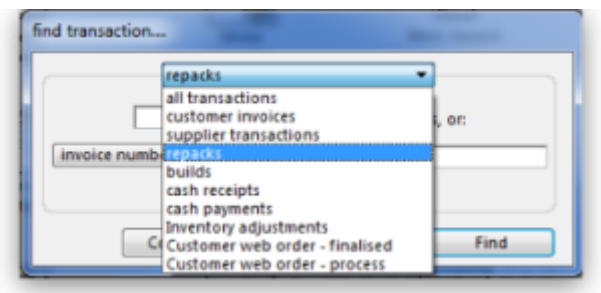 find transaction...
repacks
all transactions
customer invoices
supplier transactions
repacks
builds
cash receipts
cash payments
Inventory adjustments
Customer web order - finalised
Customer web order - process
, or:
invoice numb
Find